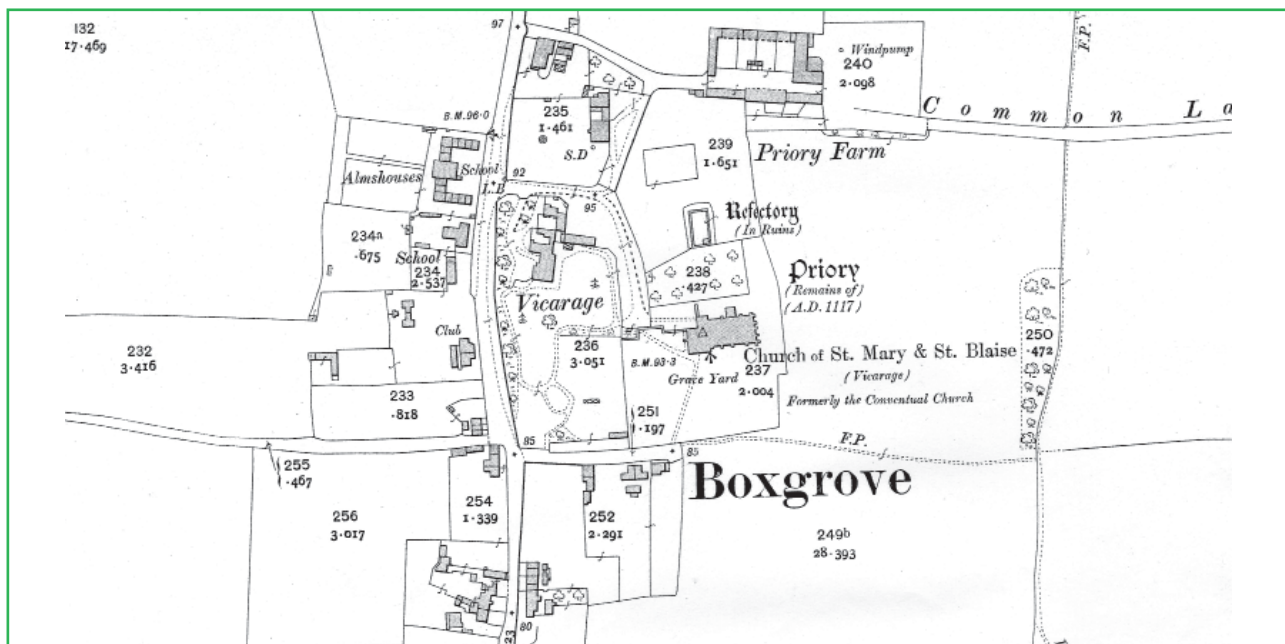 132
17·469
97
Windpump
240
2·098
F.P.
Common La
B.M.96·0
235
1·461
S.D
239
1·651
Priory Farm
Almshouses
School
L.B
92
95
Refectory
(In Ruins)
234a
·675
School
234
2·537
238
·427
Priory
(Remains of)
(A.D. 1117)
Vicarage
Club
232
3·416
236
3·051
B.M.93·3
Church of St. Mary & St. Blaise
(Vicarage)
Formerly the Conventual Church
Grave Yard
237
2·004
250
·472
233
·818
251
·197
85
85
F.P.
255
·467
Boxgrove
256
3·017
254
1·339
252
2·291
249b
28·393
80
23